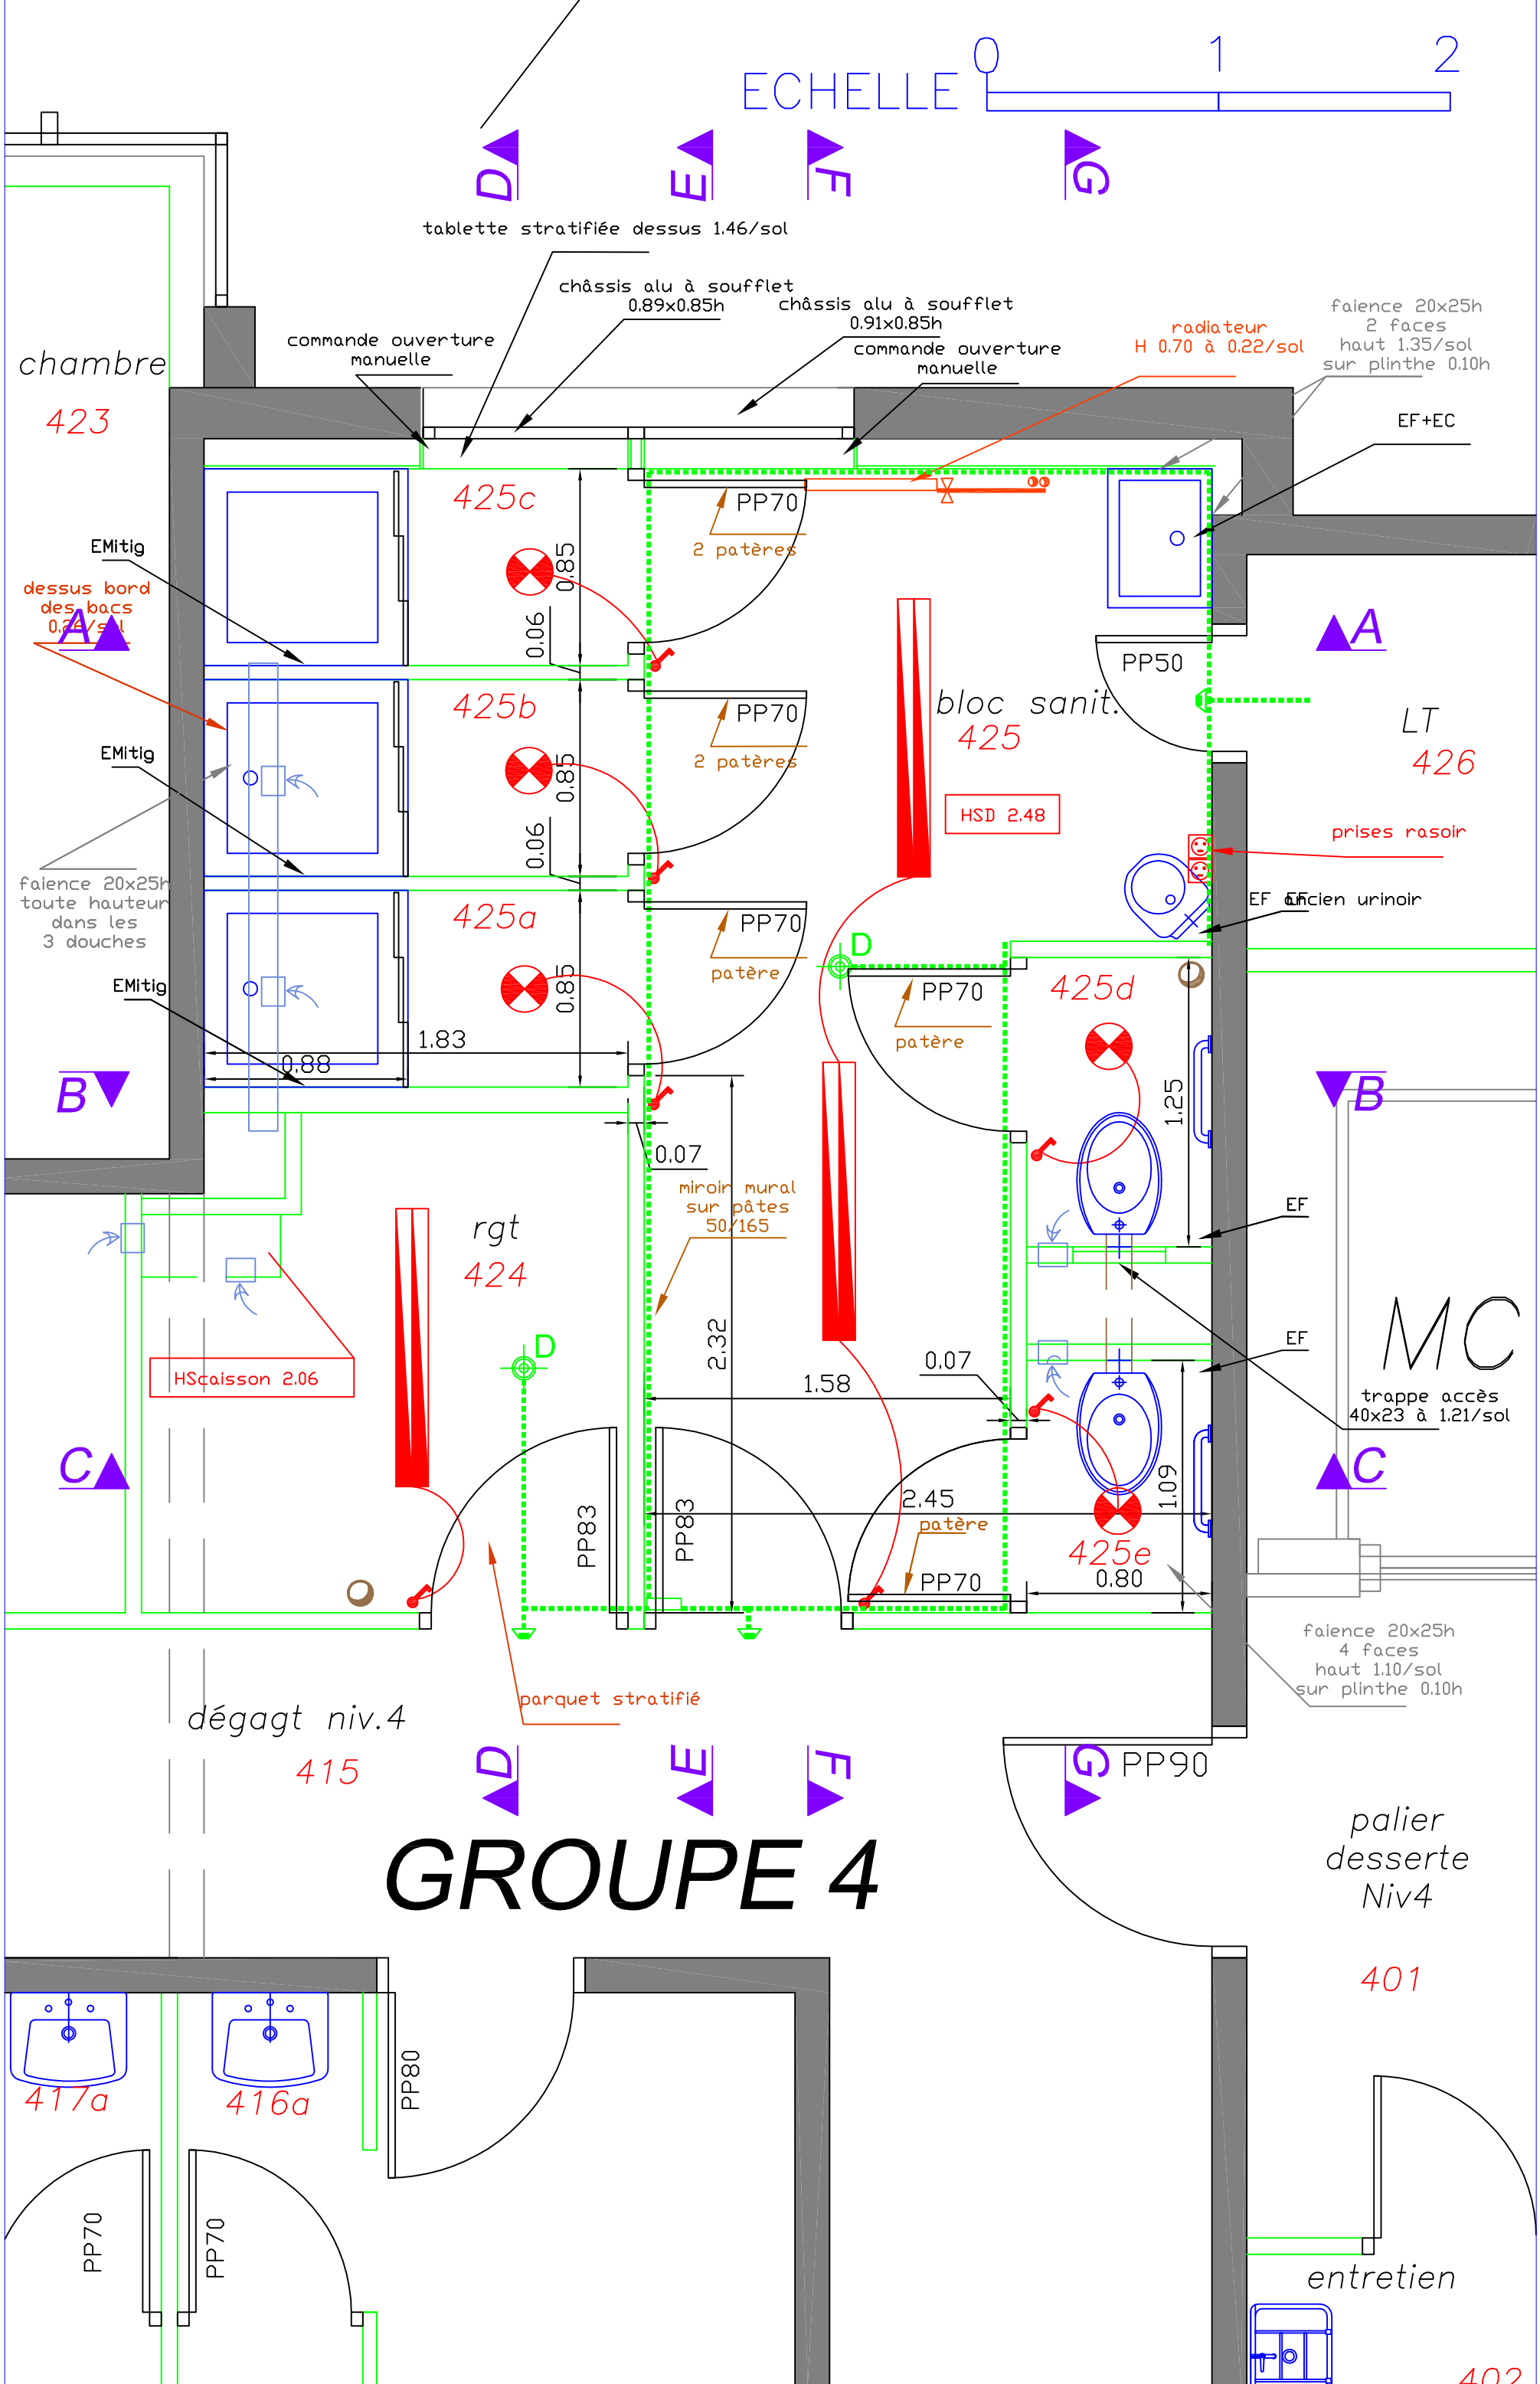 0 1 2
ECHELLE
D E F G
tablette stratifiée dessus 1.46/sol
châssis alu à soufflet
0.89x0.85h
châssis alu à soufflet
0.91x0.85h
commande ouverture
manuelle
commande ouverture
manuelle
radiateur
H 0.70 à 0.22/sol
faience 20x25h
2 faces
haut 1.35/sol
sur plinthe 0.10h
chambre
423
EF+EC
425c
PP70
2 patères
0.85
EMitig
dessus bord
des bacs
0.26/sol
A
A
0.06
PP50
425b
PP70
2 patères
bloc sanit.
425
LT
426
EMitig
0.85
HSD 2.48
prises rasoir
0.06
faience 20x25h
toute hauteur
dans les
3 douches
425a
PP70
patère
EF
EF
ancien urinoir
D
EMitig
0.85
PP70
patère
425d
1.83
0.88
B
B
1.25
0.07
miroir mural
sur pâtes
50/165
EF
rgt
424
D
2.32
HScaisson 2.06
0.07
1.58
EF
MC
trappe accès
40x23 à 1.21/sol
C
C
PP83
PP83
2.45
1.09
patère
425e
PP70
0.80
faience 20x25h
4 faces
haut 1.10/sol
sur plinthe 0.10h
parquet stratifié
dégagt niv.4
415
D E F G
PP90
GROUPE 4
palier
desserte
Niv4
401
417a
416a
PP80
PP70
PP70
entretien
402